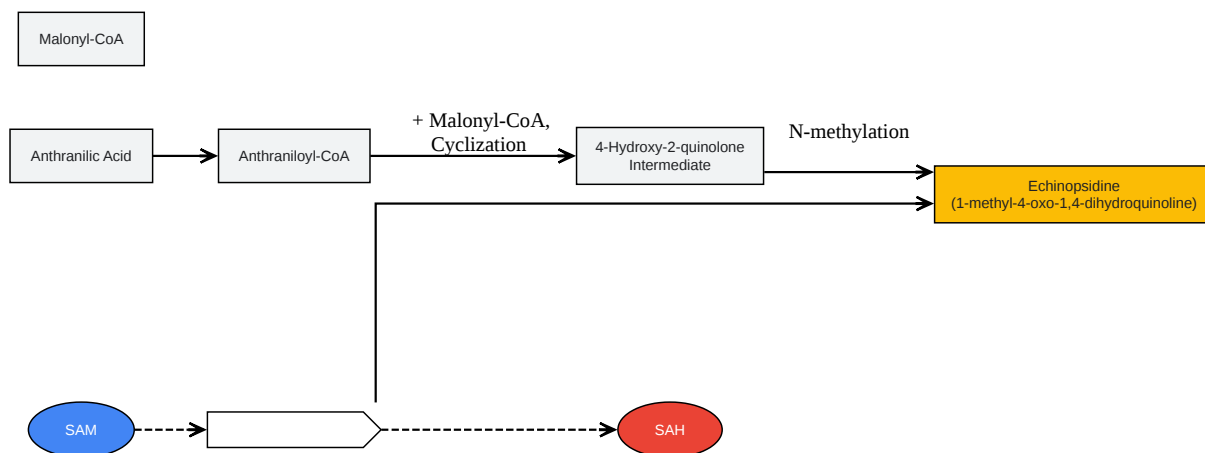 Malonyl-CoA
+ Malonyl-CoA,
Cyclization
N-methylation
Anthranilic Acid
Anthraniloyl-CoA
4-Hydroxy-2-quinolone
Intermediate
Echinopsidine
(1-methyl-4-oxo-1,4-dihydroquinoline)
SAM
SAH